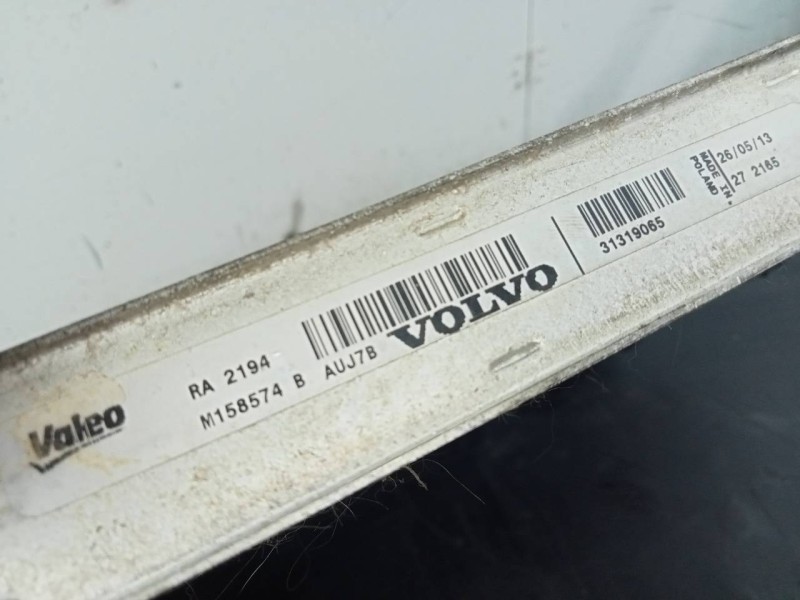 Valeo
RA 2194
M158574 B
AUJ7B
VOLVO
31319065
MADE IN
POLAND
26/05/13
27 2165